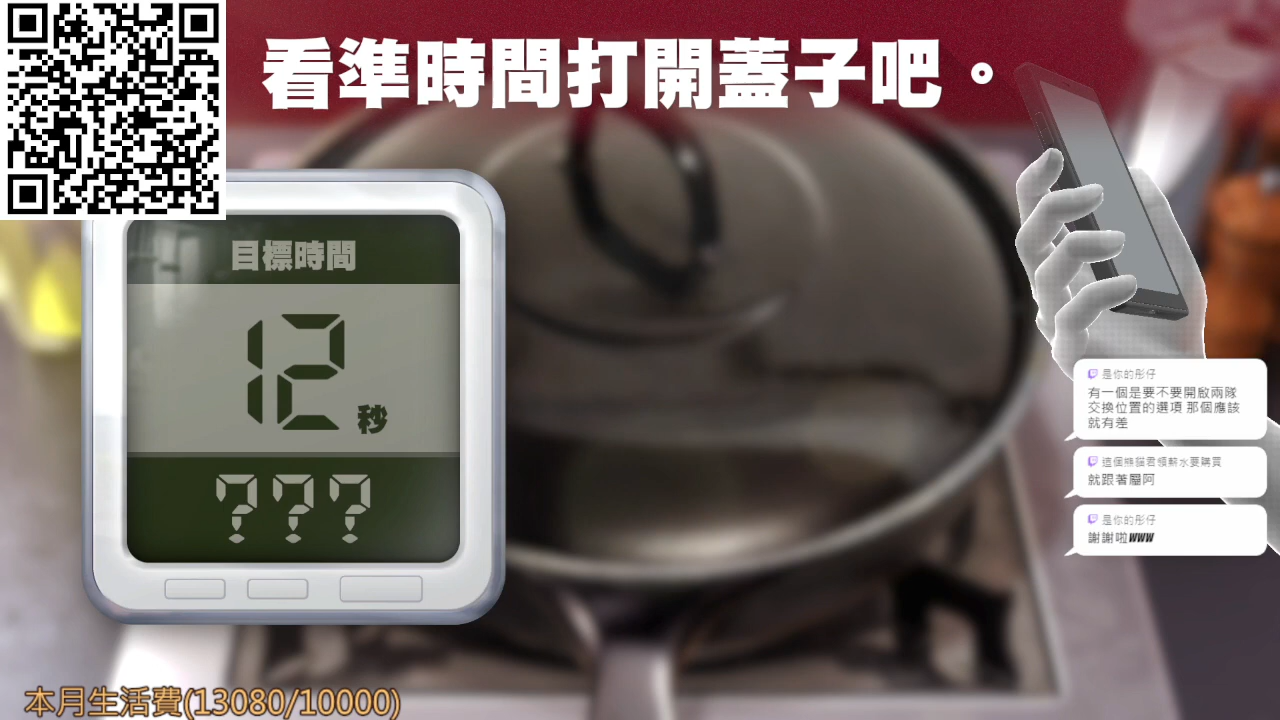 看準時間打開蓋子吧。
目標時間
12秒
???
是你的彤仔
有一個是要不要開啟兩隊
交換位置的選項 那個應該
就有差
這個熊貓君領薪水要購買
就跟著屬阿
是你的彤仔
謝謝啦www
本月生活費(13080/10000)